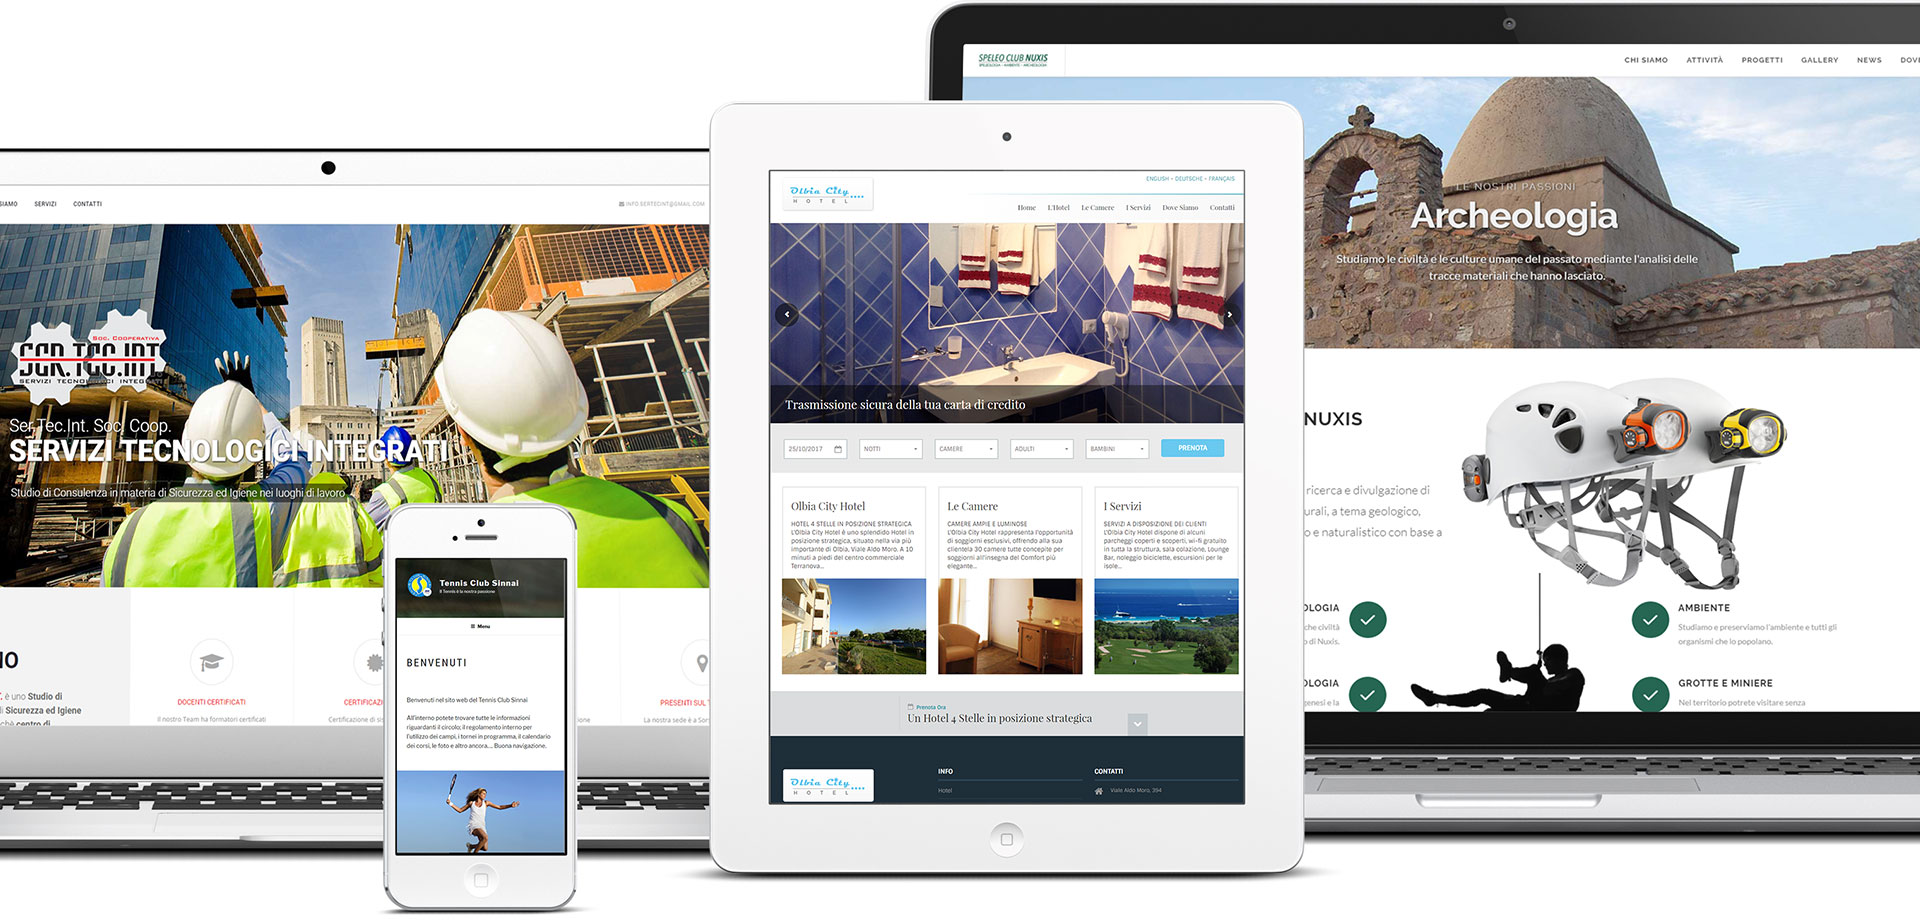 SIAMO SERVIZI CONTATTI
INFO.SERTECINT@GMAIL.COM
Soc. Cooperativa
SER.TEC.INT
SERVIZI TECNOLOGICI INTEGRATI
Ser.Tec.Int. Soc. Coop.
SERVIZI TECNOLOGICI INTEGRATI
Studio di Consulenza in materia di Sicurezza ed Igiene nei luoghi di lavoro
è uno Studio di
Sicurezza ed Igiene
centro di
DOCENTI CERTIFICATI
Il nostro Team ha formatori certificati
CERTIFICAZI
Certificazione di sis
PRESENTI SUL T
La nostra sede è a Sor
Tennis Club Sinnai
Il Tennis è la nostra passione
Menu
BENVENUTI
Benvenuti nel sito web del Tennis Club Sinnai
All'interno potete trovare tutte le informazioni
riguardanti il circolo; il regolamento interno per
l'utilizzo dei campi, i tornei in programma, il calendario
dei corsi, le foto e altro ancora.... Buona navigazione.
Olbia City
HOTEL
ENGLISH - DEUTSCHE - FRANÇAIS
Home L'Hotel Le Camere I Servizi Dove Siamo Contatti
Trasmissione sicura della tua carta di credito
25/10/2017 NOTTI CAMERE ADULTI BAMBINI PRENOTA
Olbia City Hotel
HOTEL 4 STELLE IN POSIZIONE STRATEGICA
L'Olbia City Hotel è uno splendido Hotel in
posizione strategica, situato nella via più
importante di Olbia, Viale Aldo Moro. A 10
minuti a piedi del centro commerciale
Terranova...
Le Camere
CAMERE AMPIE E LUMINOSE
L'Olbia City Hotel rappresenta l'opportunità
di soggiorni esclusivi, offrendo alla sua
clientela 30 camere tutte concepite per
soggiorni all'insegna del Comfort più
elegante...
I Servizi
SERVIZI A DISPOSIZIONE DEI CLIENTI
L'Olbia City Hotel dispone di alcuni
parcheggi coperti e scoperti, wi-fi gratuito
in tutta la struttura, sala colazione, Lounge
Bar, noleggio biciclette, escursioni per le
isole...
Prenota Ora
Un Hotel 4 Stelle in posizione strategica
Olbia City
HOTEL
INFO
Hotel
CONTATTI
Viale Aldo Moro, 394
SPELEO CLUB NUXIS
SPELEOLOGIA - AMBIENTE - ARCHEOLOGIA
CHI SIAMO ATTIVITÀ PROGETTI GALLERY NEWS DOVE
LE NOSTRI PASSIONI
Archeologia
Studiamo le civiltà e le culture umane del passato mediante l'analisi delle
tracce materiali che hanno lasciato.
NUXIS
ricerca e divulgazione di
urali, a tema geologico,
o e naturalistico con base a
OLOGIA
che civiltà
o di Nuxis.
AMBIENTE
Studiamo e preserviamo l'ambiente e tutti gli
organismi che lo popolano.
OLOGIA
genesi e la
GROTTE E MINIERE
Nel territorio potrete visitare senza